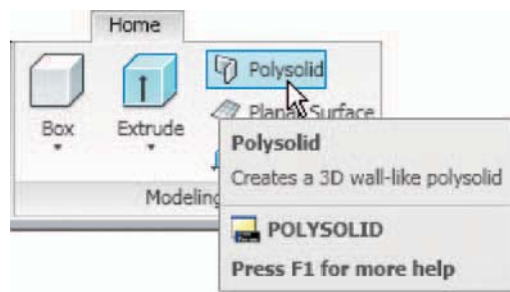 Home
Polysolid
Planar Surface
Box
Extrude
Modeling
Polysolid
Creates a 3D wall-like polysolid
POLYSOLID
Press F1 for more help